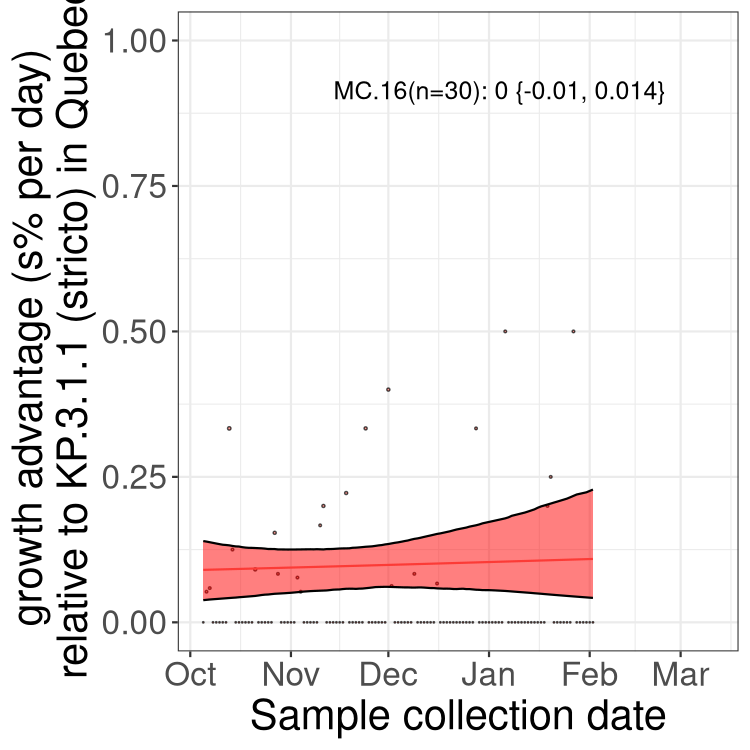 growth advantage (s% per day)
relative to KP.3.1.1 (stricto) in Quebec
1.00
0.75
0.50
0.25
0.00
MC.16(n=30): 0 {-0.01, 0.014}
Oct Nov Dec Jan Feb Mar
Sample collection date